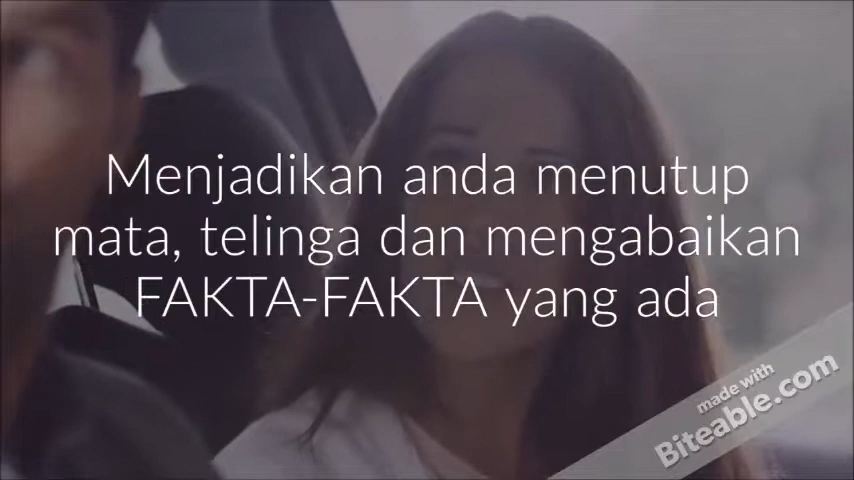 Menjadikan anda menutup
mata, telinga dan mengabaikan
FAKTA-FAKTA yang ada
made with
Biteable.com